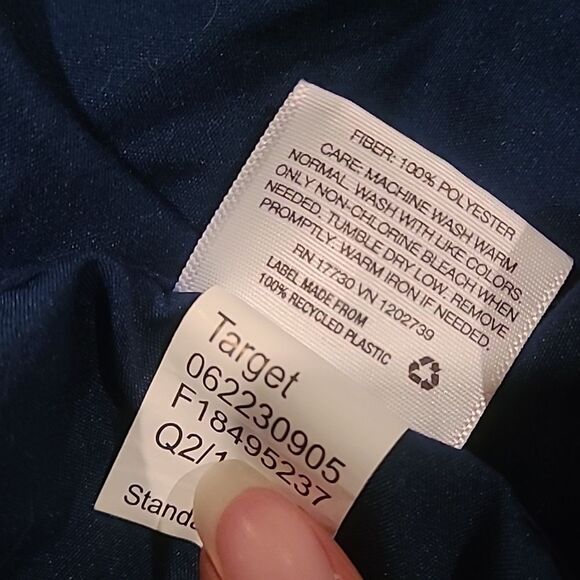 FIBER: 100% POLYESTER
CARE: MACHINE WASH WARM
NORMAL. WASH WITH LIKE COLORS,
ONLY NON-CHLORINE BLEACH WHEN
NEEDED. TUMBLE DRY LOW. REMOVE
PROMPTLY. WARM IRON IF NEEDED.
RN 17730 VN 1202739
LABEL MADE FROM
100% RECYCLED PLASTIC
Target
062230905
F18495237
Q2/1